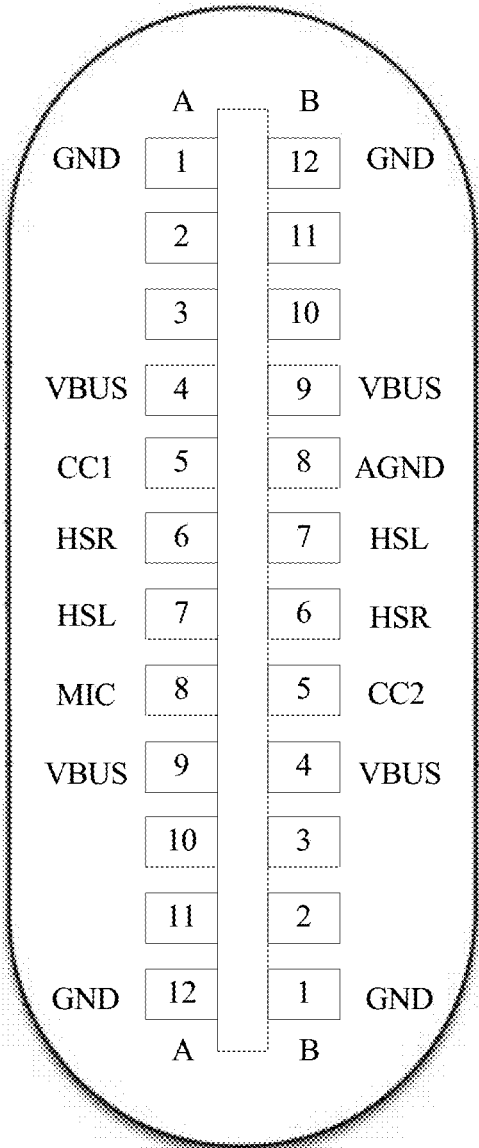 A B
GND 1 12 GND
2 11
3 10
VBUS 4 9 VBUS
CC1 5 8 AGND
HSR 6 7 HSL
HSL 7 6 HSR
MIC 8 5 CC2
VBUS 9 4 VBUS
10 3
11 2
GND 12 1 GND
A B